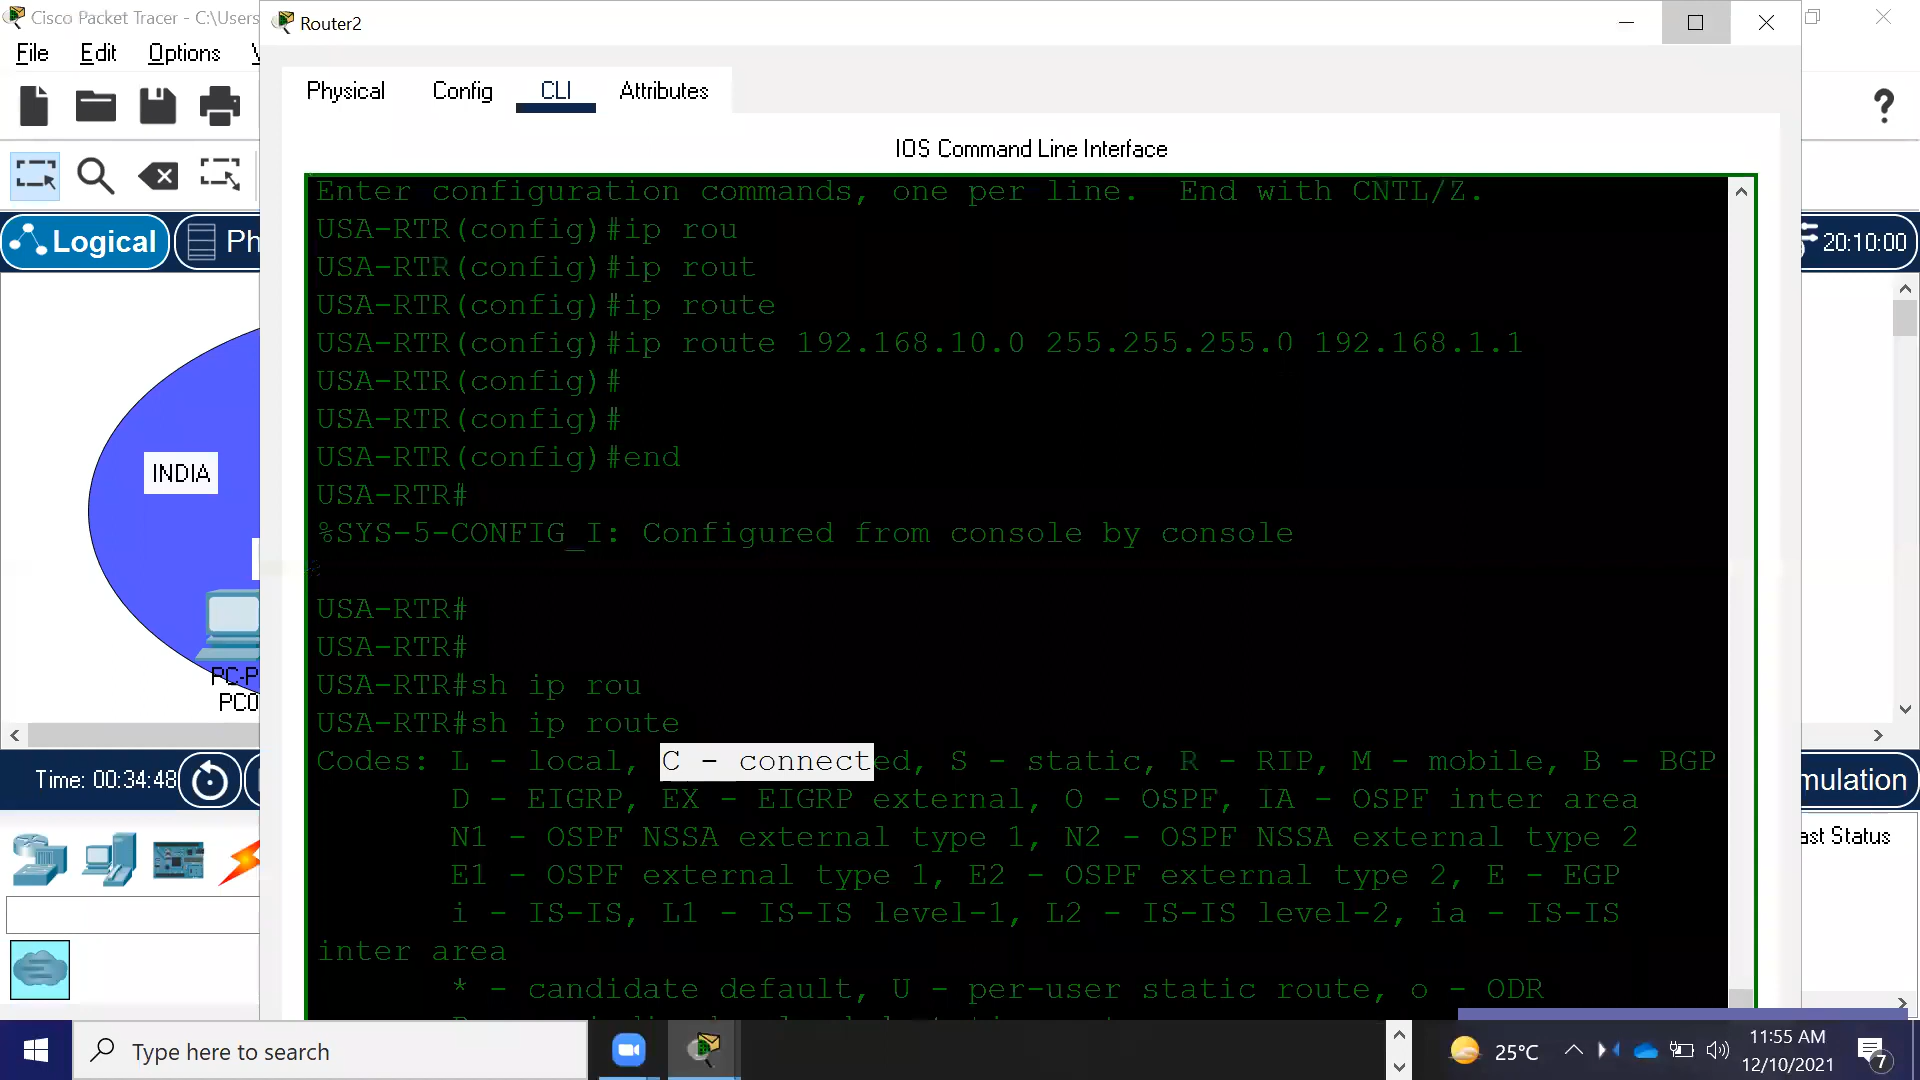 Cisco Packet Tracer - C:\Users
Router2
File Edit Options
Physical Config CLI Attributes
IOS Command Line Interface
Logical
20:10:00
Enter configuration commands, one per line. End with CNTL/Z.
USA-RTR(config)#ip rou
USA-RTR(config)#ip rout
USA-RTR(config)#ip route
USA-RTR(config)#ip route 192.168.10.0 255.255.255.0 192.168.1.1
USA-RTR(config)#
USA-RTR(config)#
USA-RTR(config)#end
USA-RTR#
%SYS-5-CONFIG_I: Configured from console by console
USA-RTR#
USA-RTR#
USA-RTR#sh ip rou
USA-RTR#sh ip route
Codes: L - local, C - connected, S - static, R - RIP, M - mobile, B - BGP
D - EIGRP, EX - EIGRP external, O - OSPF, IA - OSPF inter area
N1 - OSPF NSSA external type 1, N2 - OSPF NSSA external type 2
E1 - OSPF external type 1, E2 - OSPF external type 2, E - EGP
i - IS-IS, L1 - IS-IS level-1, L2 - IS-IS level-2, ia - IS-IS
inter area
* - candidate default, U - per-user static route, o - ODR
INDIA
PC-P
PC0
Time: 00:34:48
mulation
ast Status
Type here to search
25°C
11:55 AM
12/10/2021
7